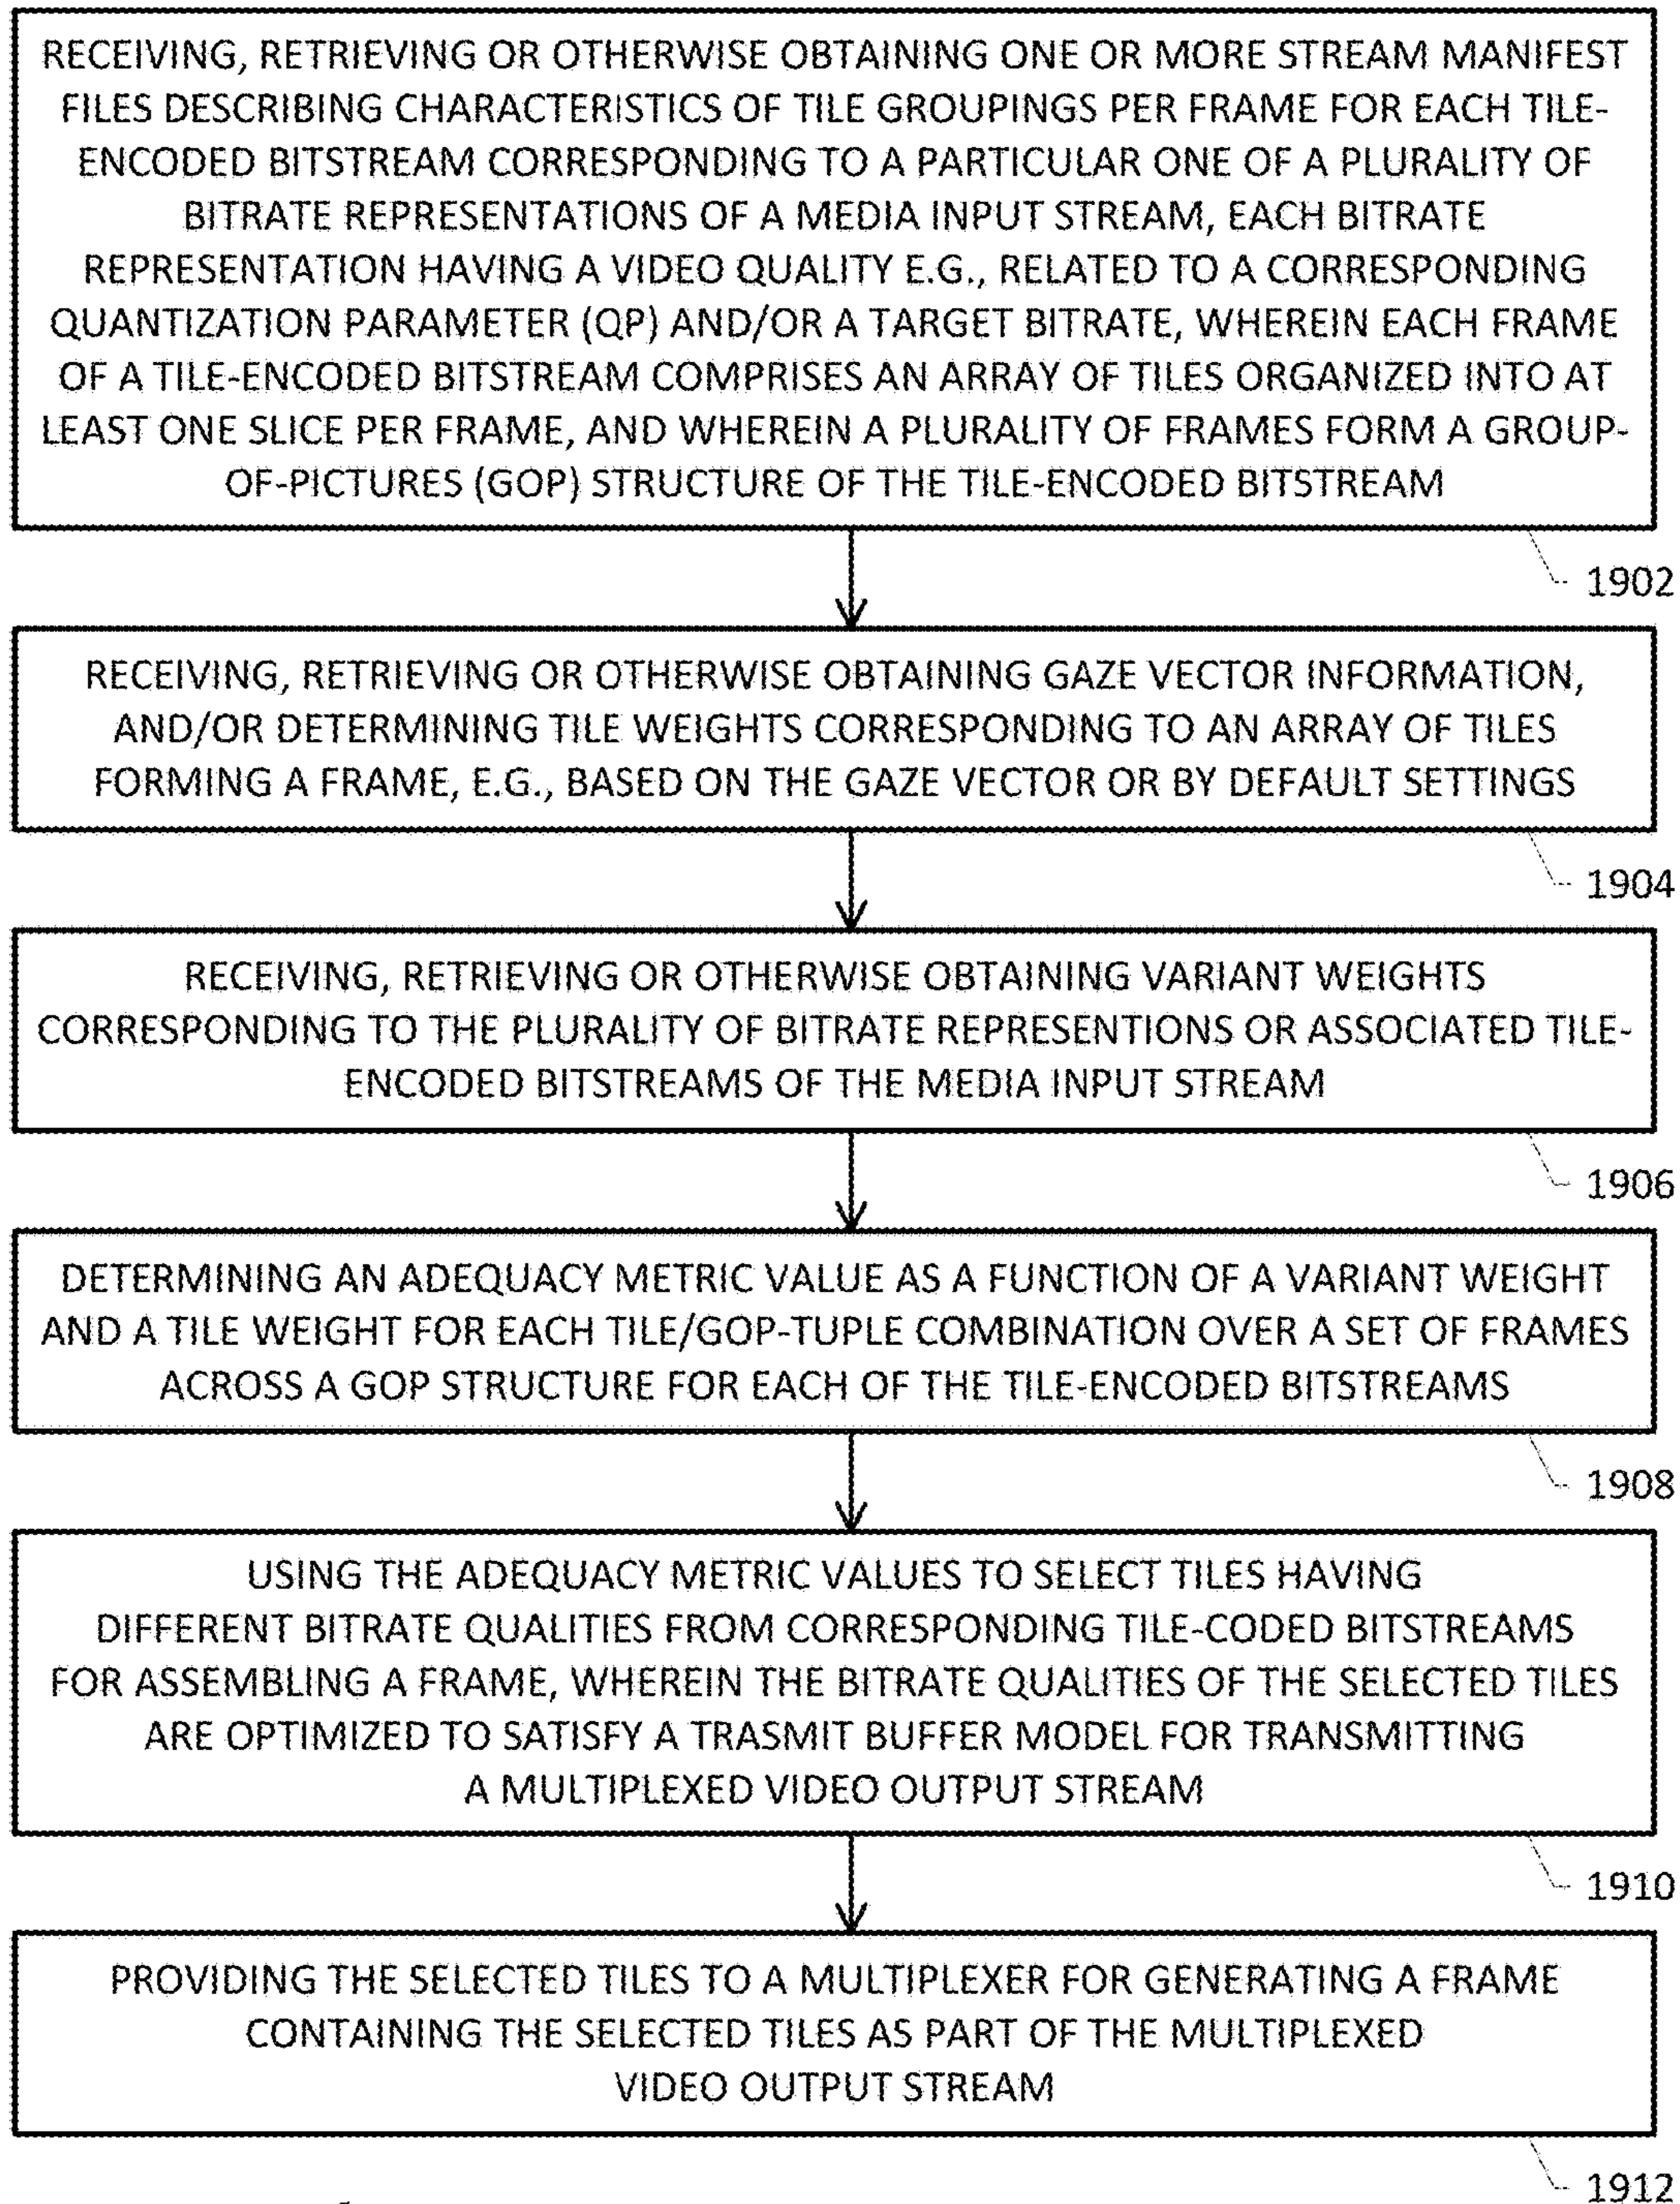 RECEIVING, RETRIEVING OR OTHERWISE OBTAINING ONE OR MORE STREAM MANIFEST
FILES DESCRIBING CHARACTERISTICS OF TILE GROUPINGS PER FRAME FOR EACH TILE-
ENCODED BITSTREAM CORRESPONDING TO A PARTICULAR ONE OF A PLURALITY OF
BITRATE REPRESENTATIONS OF A MEDIA INPUT STREAM, EACH BITRATE
REPRESENTATION HAVING A VIDEO QUALITY E.G., RELATED TO A CORRESPONDING
QUANTIZATION PARAMETER (QP) AND/OR A TARGET BITRATE, WHEREIN EACH FRAME
OF A TILE-ENCODED BITSTREAM COMPRISES AN ARRAY OF TILES ORGANIZED INTO AT
LEAST ONE SLICE PER FRAME, AND WHEREIN A PLURALITY OF FRAMES FORM A GROUP-
OF-PICTURES (GOP) STRUCTURE OF THE TILE-ENCODED BITSTREAM
1902
RECEIVING, RETRIEVING OR OTHERWISE OBTAINING GAZE VECTOR INFORMATION,
AND/OR DETERMINING TILE WEIGHTS CORRESPONDING TO AN ARRAY OF TILES
FORMING A FRAME, E.G., BASED ON THE GAZE VECTOR OR BY DEFAULT SETTINGS
1904
RECEIVING, RETRIEVING OR OTHERWISE OBTAINING VARIANT WEIGHTS
CORRESPONDING TO THE PLURALITY OF BITRATE REPRESENTIONS OR ASSOCIATED TILE-
ENCODED BITSTREAMS OF THE MEDIA INPUT STREAM
1906
DETERMINING AN ADEQUACY METRIC VALUE AS A FUNCTION OF A VARIANT WEIGHT
AND A TILE WEIGHT FOR EACH TILE/GOP-TUPLE COMBINATION OVER A SET OF FRAMES
ACROSS A GOP STRUCTURE FOR EACH OF THE TILE-ENCODED BITSTREAMS
1908
USING THE ADEQUACY METRIC VALUES TO SELECT TILES HAVING
DIFFERENT BITRATE QUALITIES FROM CORRESPONDING TILE-CODED BITSTREAMS
FOR ASSEMBLING A FRAME, WHEREIN THE BITRATE QUALITIES OF THE SELECTED TILES
ARE OPTIMIZED TO SATISFY A TRASMIT BUFFER MODEL FOR TRANSMITTING
A MULTIPLEXED VIDEO OUTPUT STREAM
1910
PROVIDING THE SELECTED TILES TO A MULTIPLEXER FOR GENERATING A FRAME
CONTAINING THE SELECTED TILES AS PART OF THE MULTIPLEXED
VIDEO OUTPUT STREAM
1912